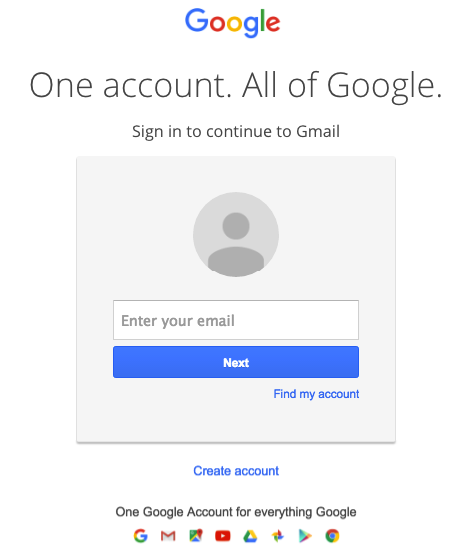 Google
One account. All of Google.
Sign in to continue to Gmail
Enter your email
Next
Find my account
Create account
One Google Account for everything Google